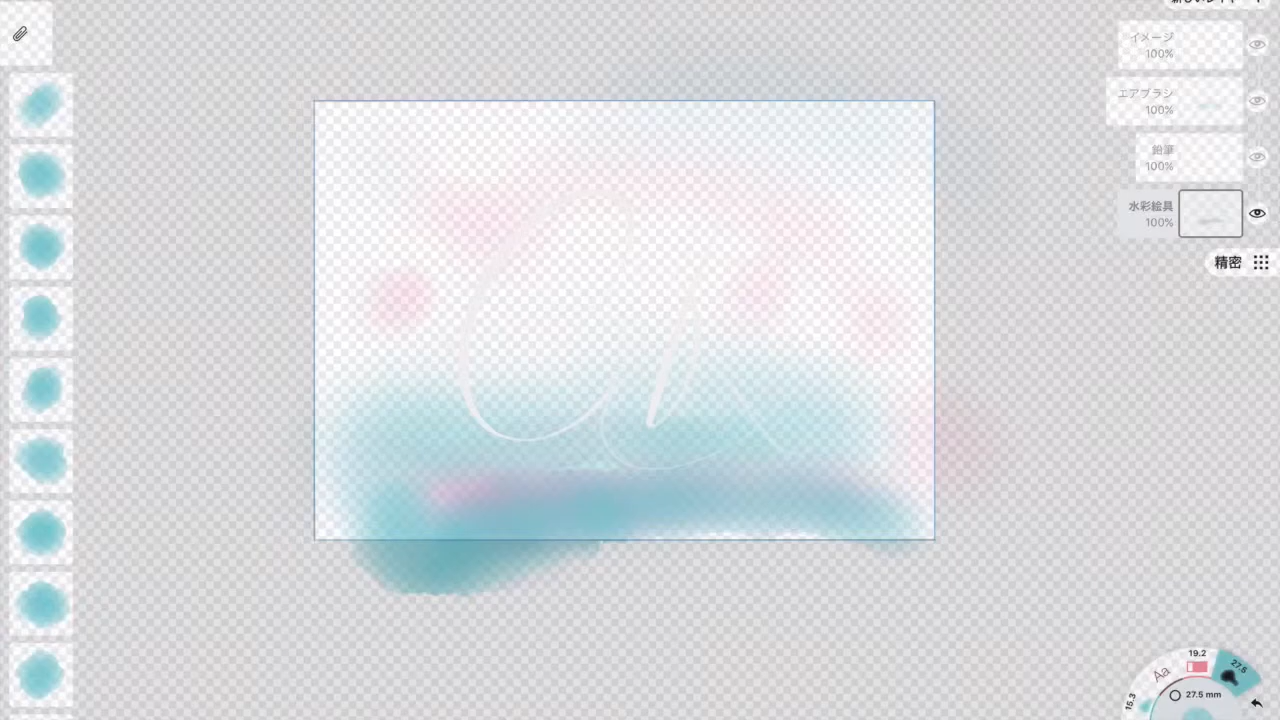 イメージ
100%
エアブラシ
100%
鉛筆
100%
水彩絵具
100%
精密
19.2
27.5
Aa
15.3
27.5 mm